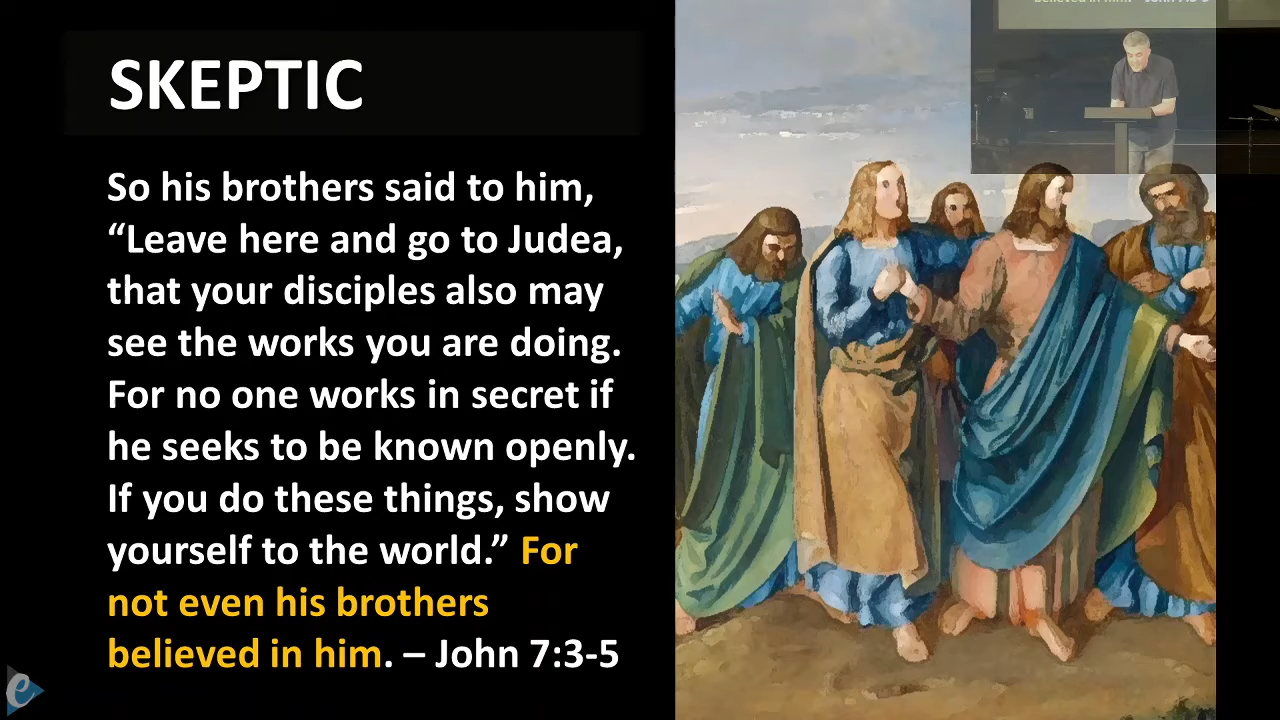 SKEPTIC
So his brothers said to him,
“Leave here and go to Judea,
that your disciples also may
see the works you are doing.
For no one works in secret if
he seeks to be known openly.
If you do these things, show
yourself to the world.” For
not even his brothers
believed in him. – John 7:3-5
e